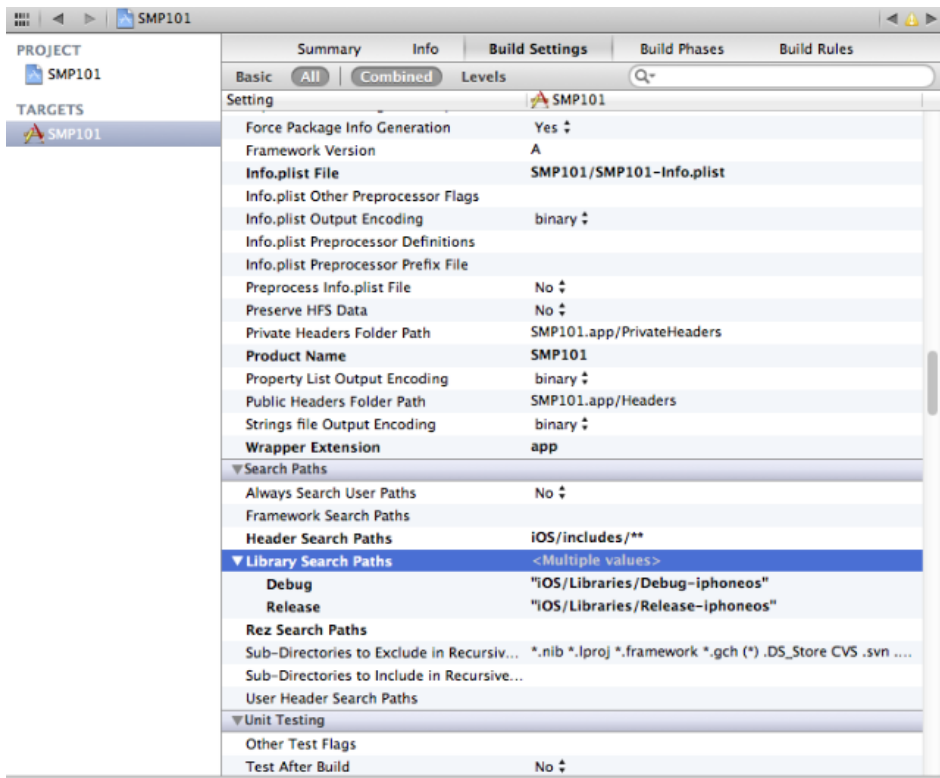 SMP101
PROJECT
SMP101
TARGETS
SMP101
Summary Info Build Settings Build Phases Build Rules
Basic All Combined Levels
Setting SMP101
Force Package Info Generation Yes
Framework Version A
Info.plist File SMP101/SMP101-Info.plist
Info.plist Other Preprocessor Flags
Info.plist Output Encoding binary
Info.plist Preprocessor Definitions
Info.plist Preprocessor Prefix File
Preprocess Info.plist File No
Preserve HFS Data No
Private Headers Folder Path SMP101.app/PrivateHeaders
Product Name SMP101
Property List Output Encoding binary
Public Headers Folder Path SMP101.app/Headers
Strings file Output Encoding binary
Wrapper Extension app
Search Paths
Always Search User Paths No
Framework Search Paths
Header Search Paths iOS/includes/**
Library Search Paths <Multiple values>
Debug "iOS/Libraries/Debug-iphoneos"
Release "iOS/Libraries/Release-iphoneos"
Rez Search Paths
Sub-Directories to Exclude in Recursiv... *.nib *.lproj *.framework *.gch (*) .DS_Store CVS .svn ....
Sub-Directories to Include in Recursive...
User Header Search Paths
Unit Testing
Other Test Flags
Test After Build No